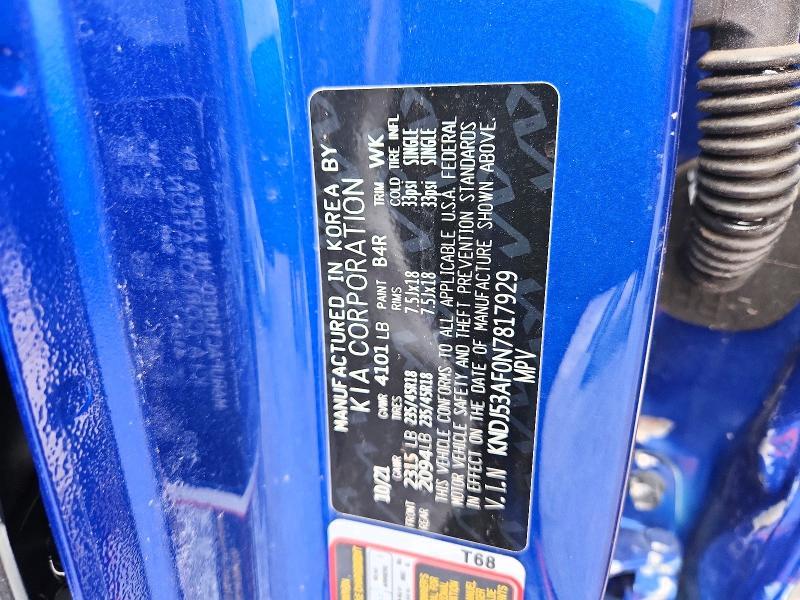 MANUFACTURED IN KOREA BY
KIA CORPORATION
10/21 GVWR 4101 LB PAINT B4R TRIM WK
GAWR TIRES RIMS COLD TIRE INFL
FRONT 2315 LB 235/45R18 7.5Jx18 33psi SINGLE
REAR 2094 LB 235/45R18 7.5Jx18 33psi SINGLE
THIS VEHICLE CONFORMS TO ALL APPLICABLE U.S.A. FEDERAL
MOTOR VEHICLE SAFETY AND THEFT PREVENTION STANDARDS
IN EFFECT ON THE DATE OF MANUFACTURE SHOWN ABOVE.
V.I.N KNDJ53AF0N7817929
MPV
T68